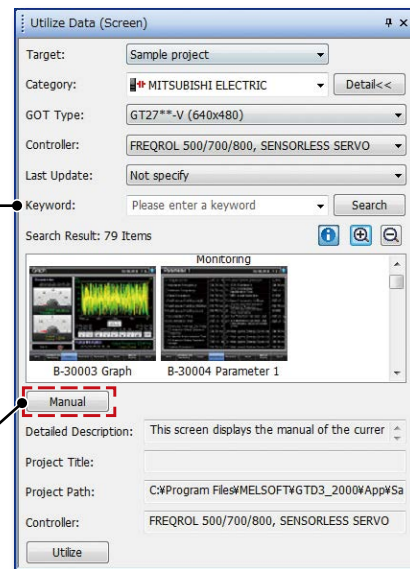 Utilize Data (Screen)
Target: Sample project
Category: MITSUBISHI ELECTRIC Detail<<
GOT Type: GT27**-V (640x480)
Controller: FREQROL 500/700/800, SENSORLESS SERVO
Last Update: Not specify
Keyword: Please enter a keyword Search
Search Result: 79 Items
Monitoring
B-30003 Graph B-30004 Parameter 1
Manual
Detailed Description: This screen displays the manual of the currer
Project Title:
Project Path: C:¥Program Files¥MELSOFT¥GTD3_2000¥App¥Sa
Controller: FREQROL 500/700/800, SENSORLESS SERVO
Utilize